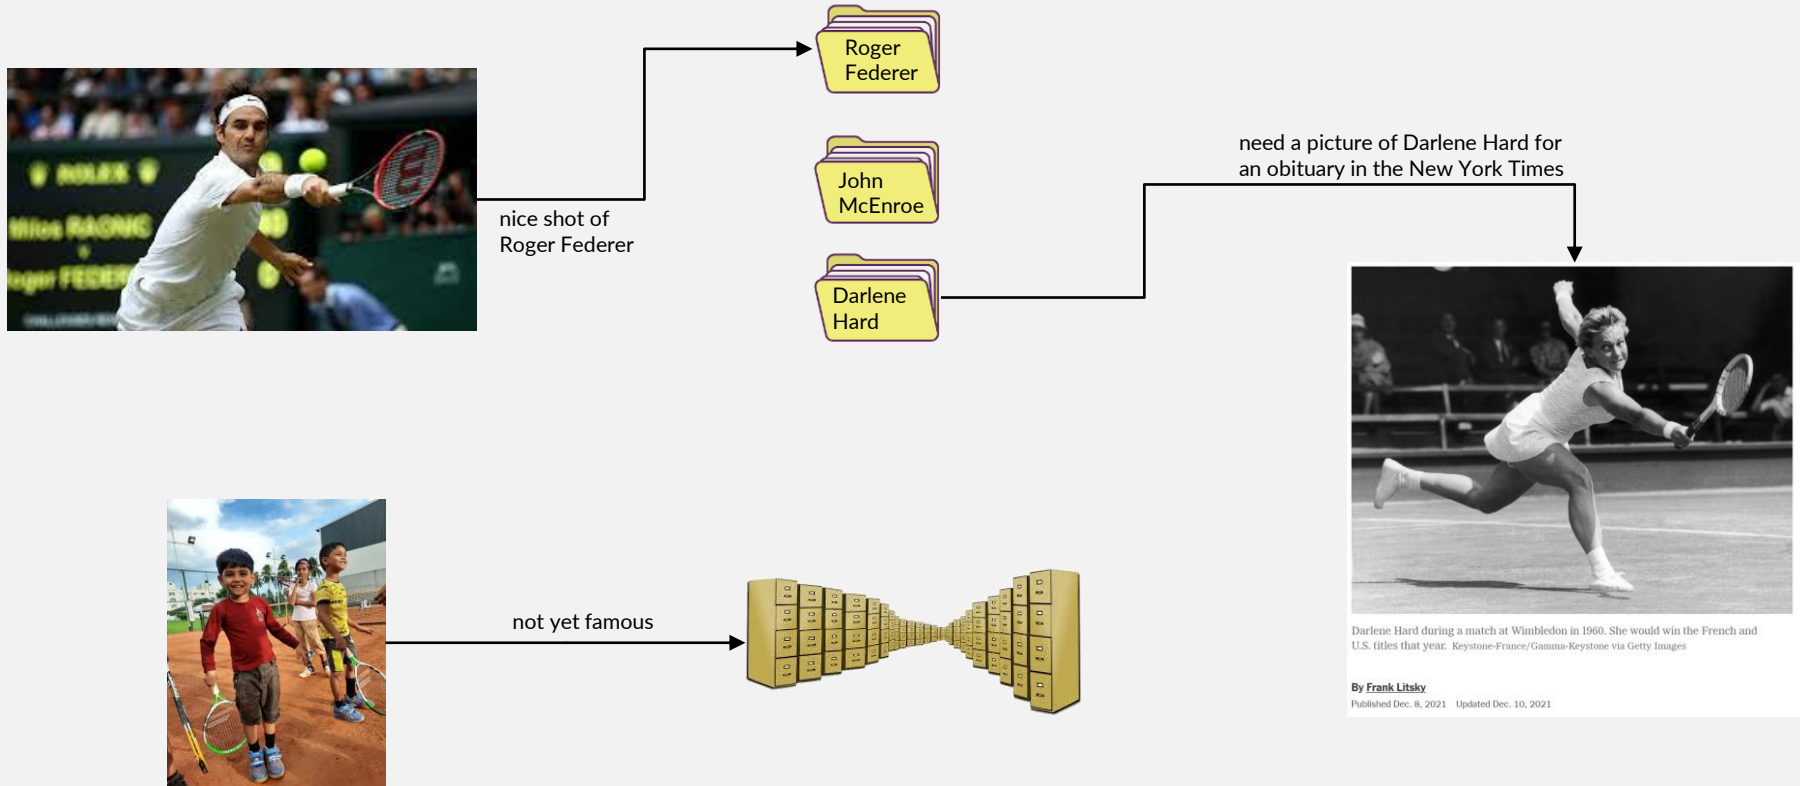 Roger
Federer
ROLEX
Milos RAONIC
nice shot of
Roger Federer
John
McEnroe
need a picture of Darlene Hard for
an obituary in the New York Times
Darlene
Hard
Darlene Hard during a match at Wimbledon in 1960. She would win the French and
U.S. titles that year. Keystone-France/Gamma-Keystone via Getty Images
By Frank Litsky
Published Dec. 8, 2021 Updated Dec. 10, 2021
not yet famous